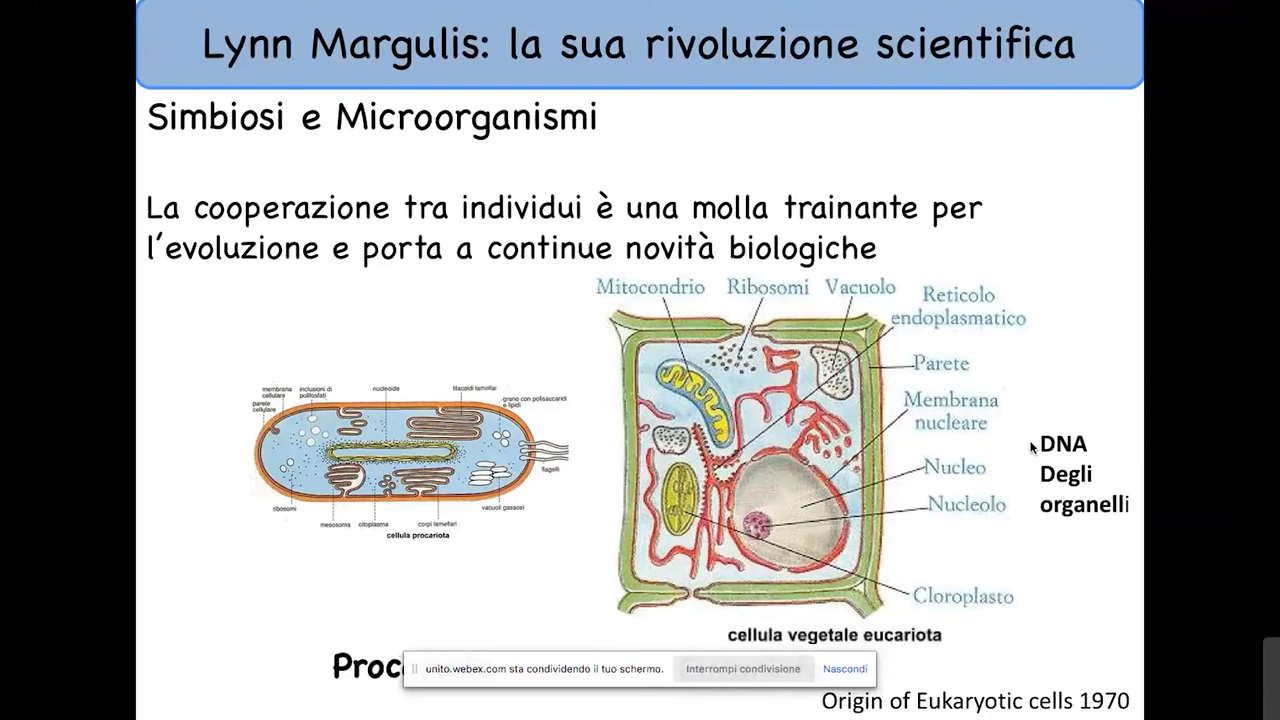 Lynn Margulis: la sua rivoluzione scientifica
Simbiosi e Microorganismi
La cooperazione tra individui è una molla trainante per
l'evoluzione e porta a continue novità biologiche
membrana
cellulare
inclusioni di
polifosfati
nucleoide
tilacoidi lamellari
grano con polisaccaridi
e lipidi
parete
cellulare
flagelli
ribosomi
mesosoma
citoplasma
corpi lamellari
vacuoli gassosi
cellula procariota
Mitocondrio
Ribosomi
Vacuolo
Reticolo
endoplasmatico
Parete
Membrana
nucleare
Nucleo
Nucleolo
Cloroplasto
cellula vegetale eucariota
DNA
Degli
organelli
unito.webex.com sta condividendo il tuo schermo.
Interrompi condivisione
Nascondi
Origin of Eukaryotic cells 1970